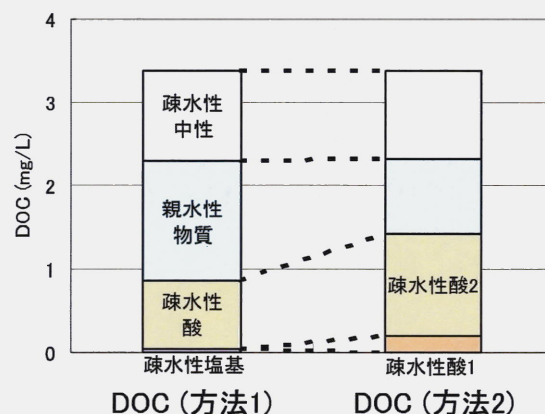 4
3
2
1
0
DOC (mg/L)
疎水性
中性
親水性
物質
疎水性
酸
疎水性塩基
疎水性酸2
疎水性酸1
DOC (方法1)
DOC (方法2)